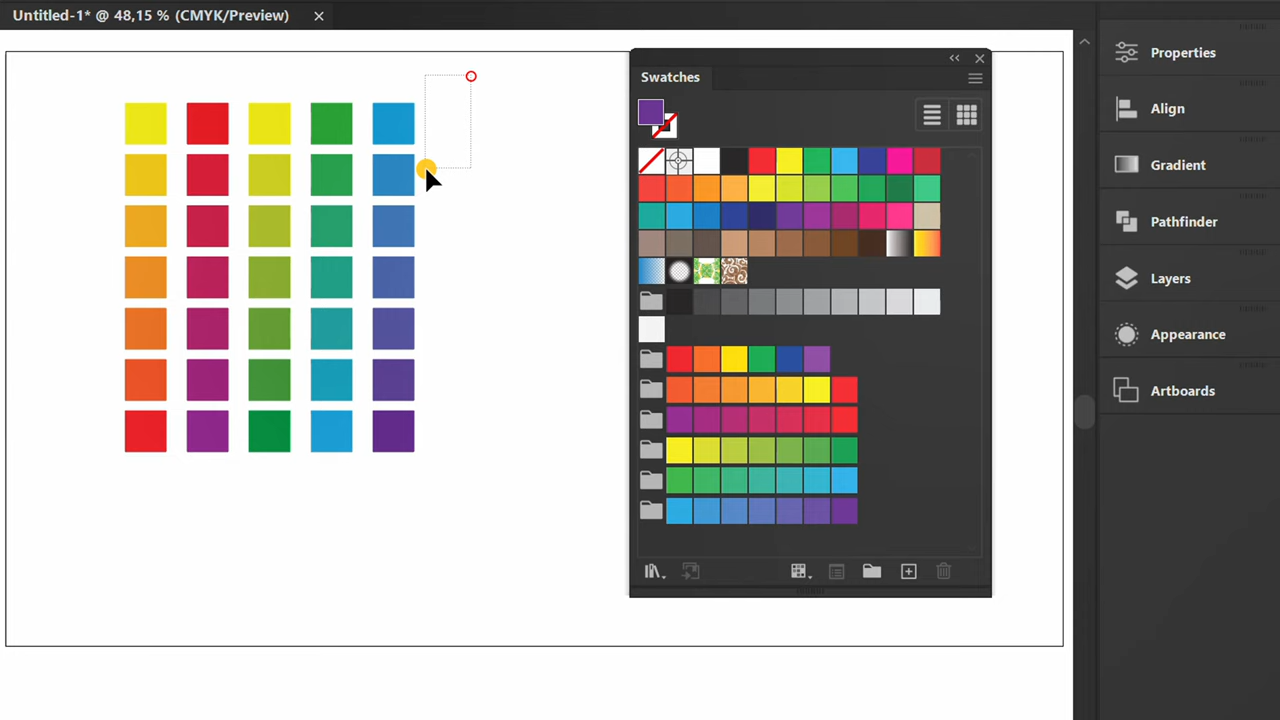 Untitled-1* @ 48,15 % (CMYK/Preview)
Swatches
Properties
Align
Gradient
Pathfinder
Layers
Appearance
Artboards